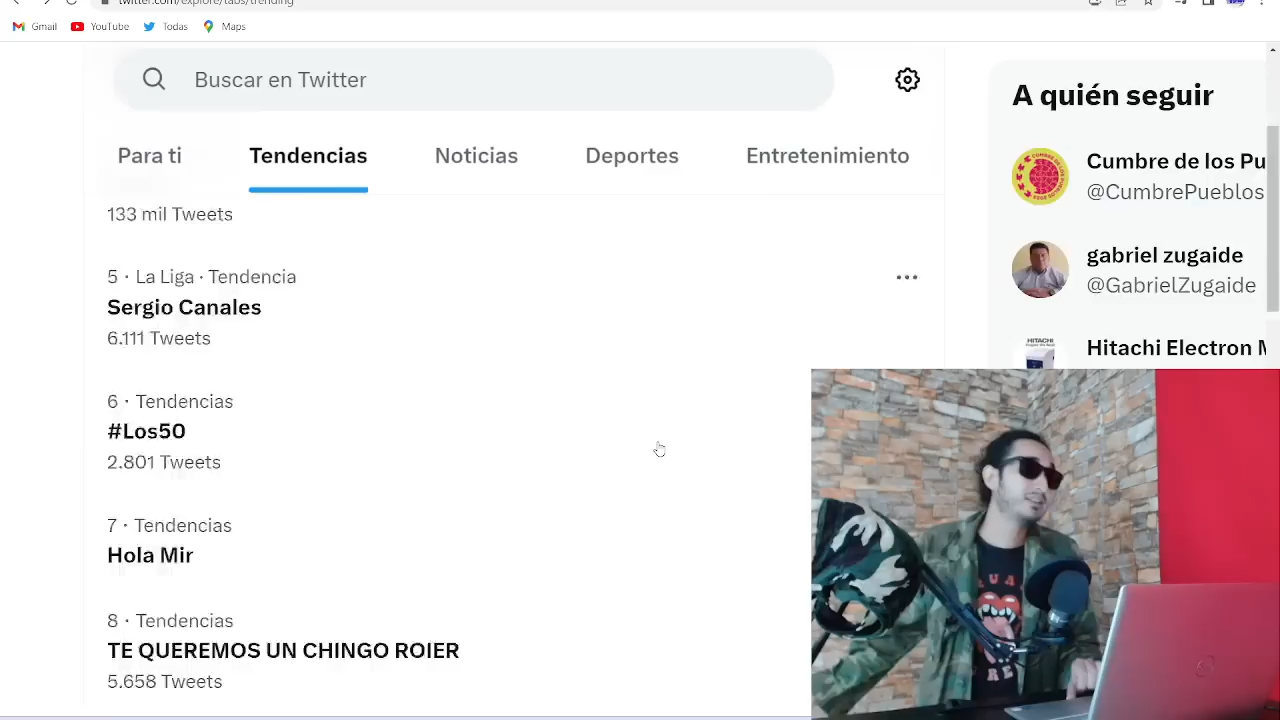 twitter.com/explore/tabs/trending
Gmail
YouTube
Todas
Maps
Buscar en Twitter
Para ti
Tendencias
Noticias
Deportes
Entretenimiento
133 mil Tweets
5 · La Liga · Tendencia
Sergio Canales
6.111 Tweets
6 · Tendencias
#Los50
2.801 Tweets
7 · Tendencias
Hola Mir
8 · Tendencias
TE QUEREMOS UN CHINGO ROIER
5.658 Tweets
A quién seguir
Cumbre de los Pu
@CumbrePueblos
gabriel zugaide
@GabrielZugaide
Hitachi Electron
HITACHI